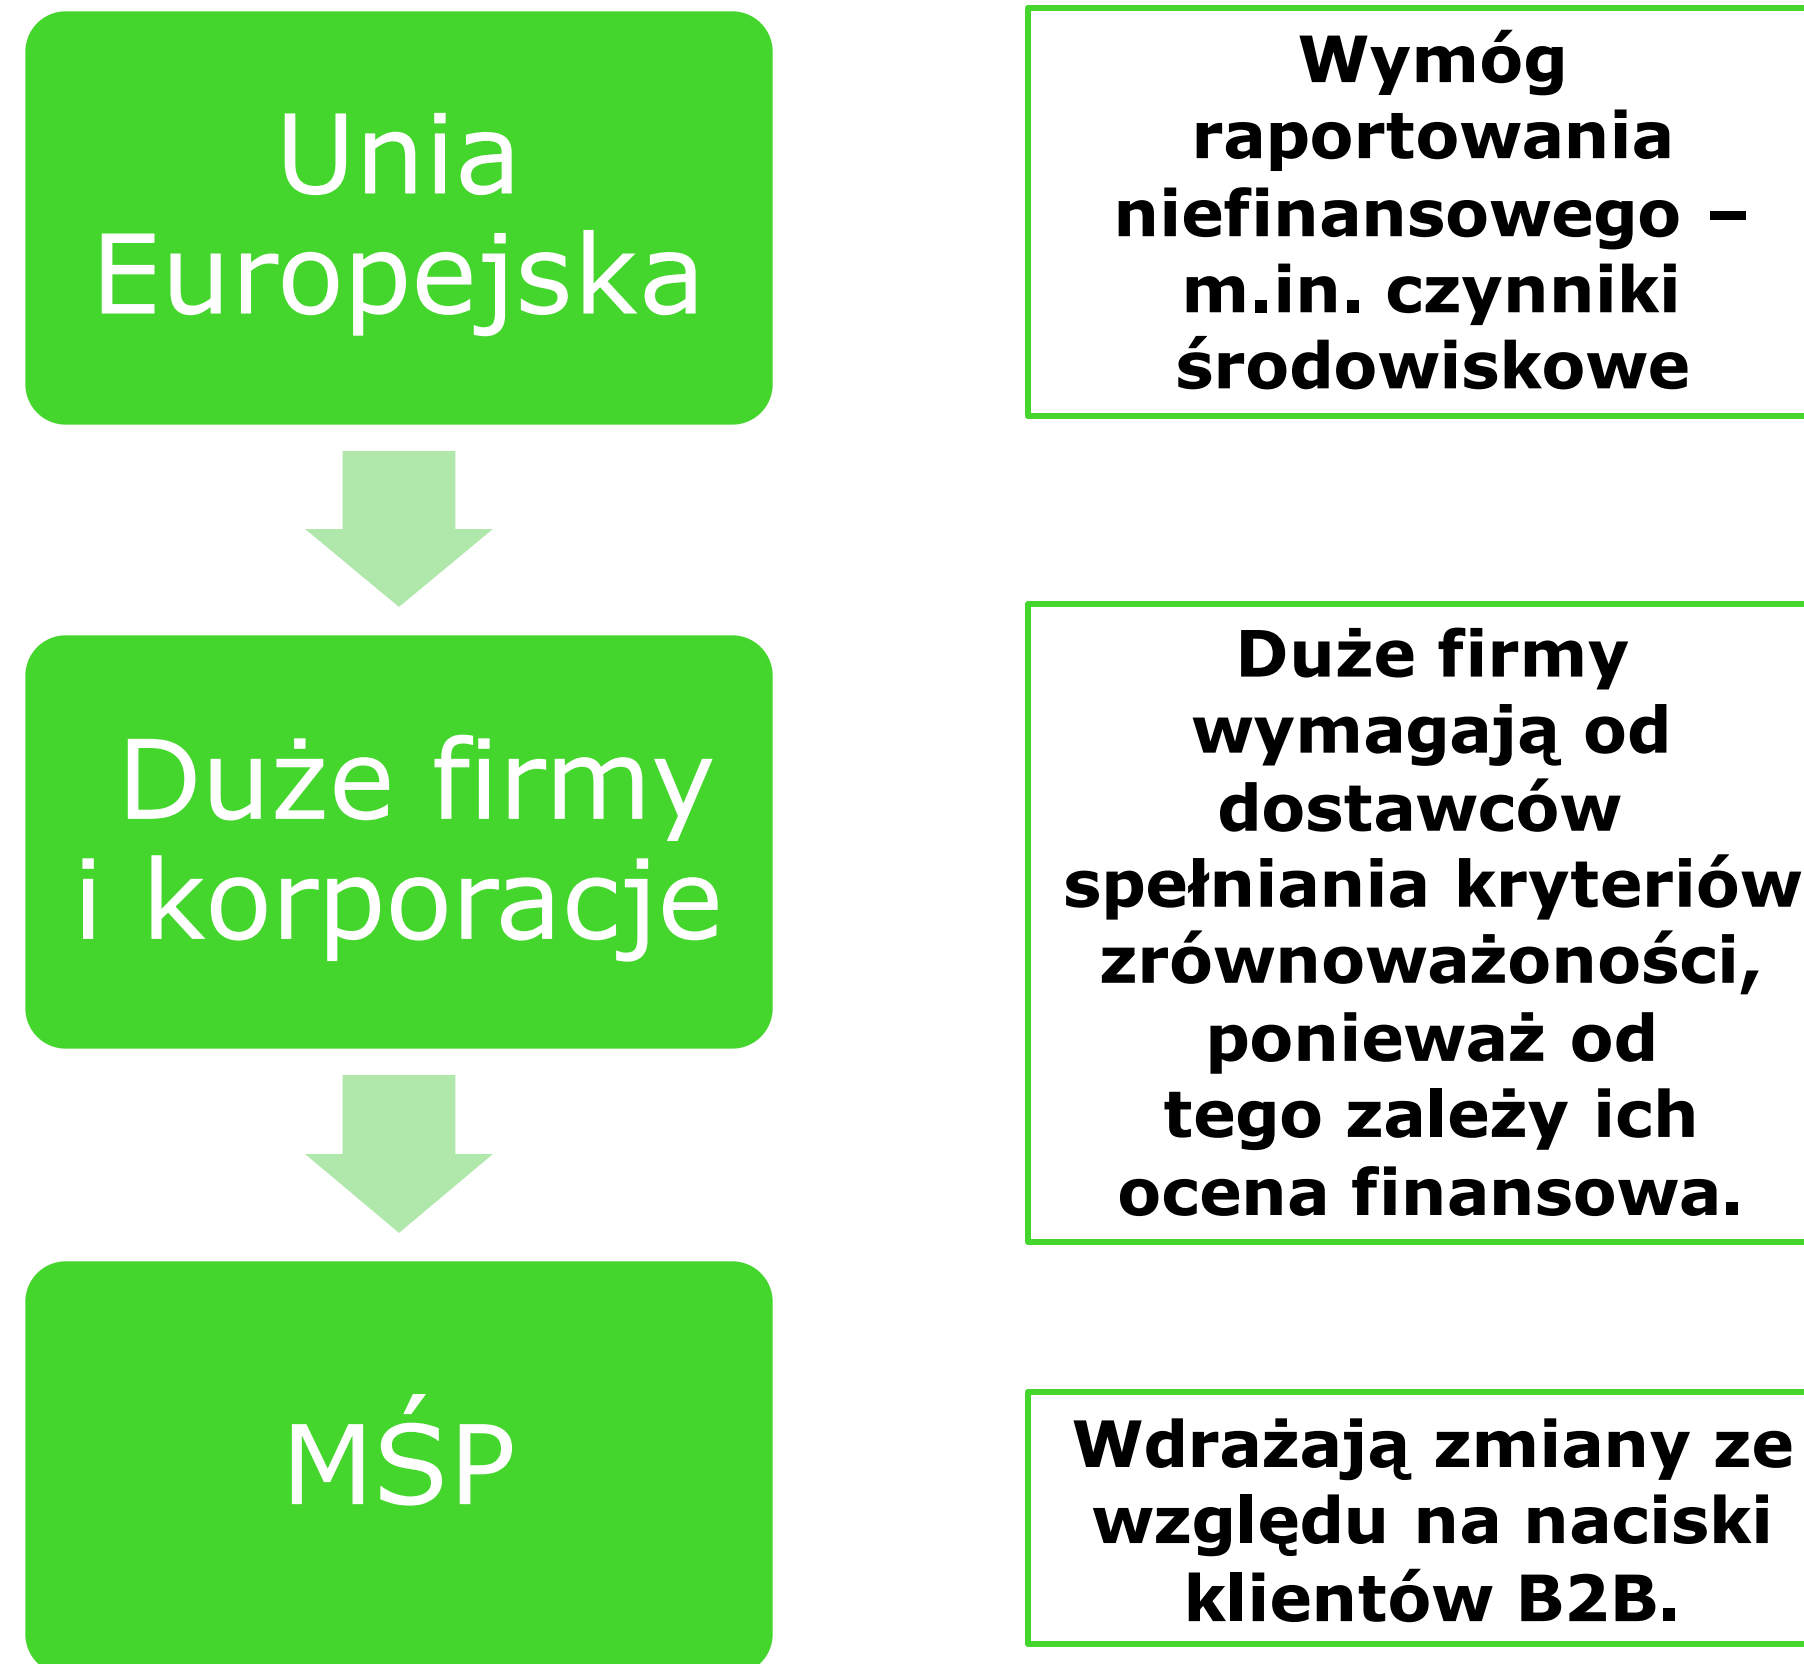 Unia
Europejska
Wymóg
raportowania
niefinansowego –
m.in. czynniki
środowiskowe
Duże firmy
i korporacje
Duże firmy
wymagają od
dostawców
spełniania kryteriów
zrównoważoności,
ponieważ od
tego zależy ich
ocena finansowa.
MŚP
Wdrażają zmiany ze
względu na naciski
klientów B2B.